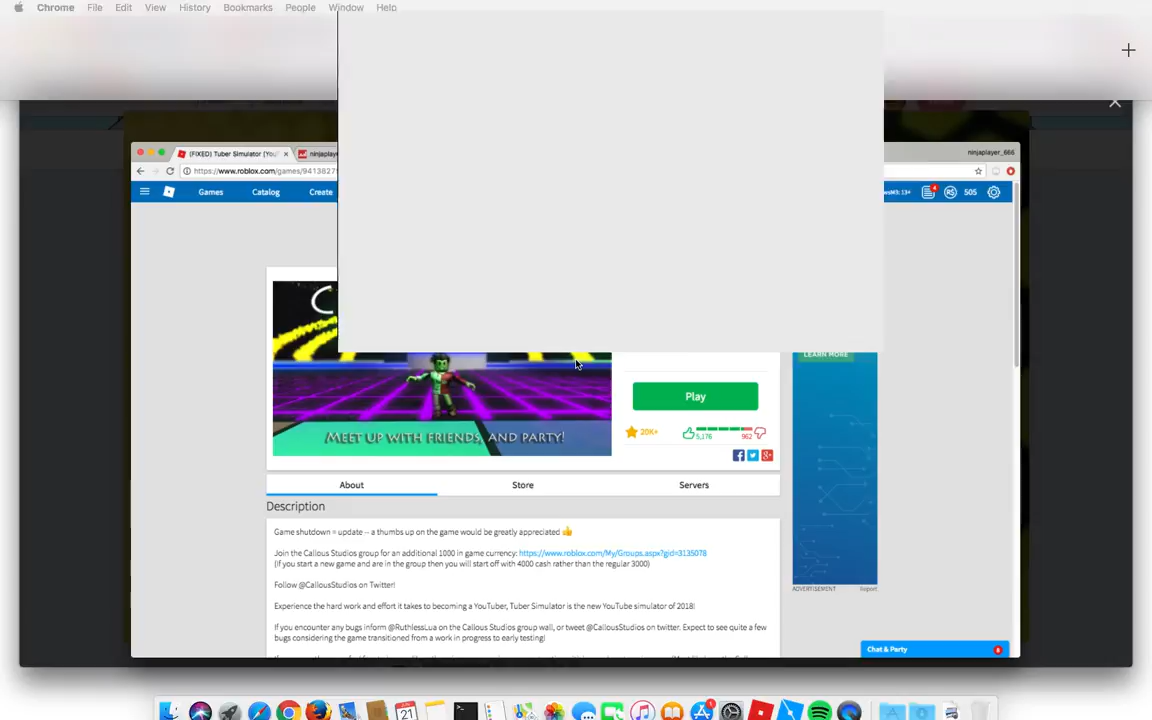 Chrome File Edit View History Bookmarks People Window Help
(FIXED) Tuber Simulator (You
ninjaplayer_666
https://www.roblox.com/games/9413827
Games Catalog Create
13+ 4 505
LEARN MORE
MEET UP WITH FRIENDS, AND PARTY!
Play
20K+ 5,176 962
About Store Servers
ADVERTISEMENT Report
Description
Game shutdown = update -- a thumbs up on the game would be greatly appreciated 👍
Join the Callous Studios group for an additional 1000 in game currency: https://www.roblox.com/My/Groups.aspx?gid=3135078
(If you start a new game and are in the group then you will start off with 4000 cash rather than the regular 3000)
Follow @CallousStudios on Twitter!
Experience the hard work and effort it takes to becoming a YouTuber, Tuber Simulator is the new YouTube simulator of 2018!
If you encounter any bugs inform @RuthlessLua on the Callous Studios group wall, or tweet @CallousStudios on twitter. Expect to see quite a few
bugs considering the game transitioned from a work in progress to early testing!
Chat & Party
JUN
21